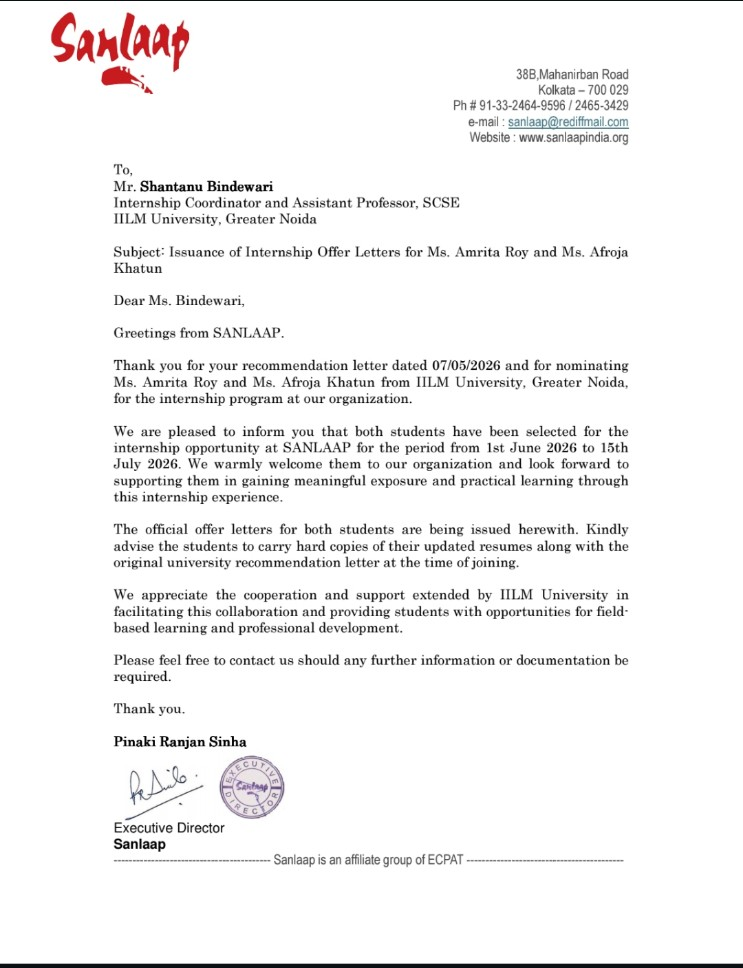 Sanlaap
38B,Mahanirban Road
Kolkata – 700 029
Ph # 91-33-2464-9596 / 2465-3429
e-mail : sanlaap@rediffmail.com
Website : www.sanlaapindia.org
To,
Mr. Shantanu Bindewari
Internship Coordinator and Assistant Professor, SCSE
IILM University, Greater Noida
Subject: Issuance of Internship Offer Letters for Ms. Amrita Roy and Ms. Afroja
Khatun
Dear Ms. Bindewari,
Greetings from SANLAAP.
Thank you for your recommendation letter dated 07/05/2026 and for nominating
Ms. Amrita Roy and Ms. Afroja Khatun from IILM University, Greater Noida,
for the internship program at our organization.
We are pleased to inform you that both students have been selected for the
internship opportunity at SANLAAP for the period from 1st June 2026 to 15th
July 2026. We warmly welcome them to our organization and look forward to
supporting them in gaining meaningful exposure and practical learning through
this internship experience.
The official offer letters for both students are being issued herewith. Kindly
advise the students to carry hard copies of their updated resumes along with the
original university recommendation letter at the time of joining.
We appreciate the cooperation and support extended by IILM University in
facilitating this collaboration and providing students with opportunities for field-
based learning and professional development.
Please feel free to contact us should any further information or documentation be
required.
Thank you.
Pinaki Ranjan Sinha
EXECUTIVE
Sanlaap
DIRECTOR
Executive Director
Sanlaap
----------------------------------------- Sanlaap is an affiliate group of ECPAT -----------------------------------------